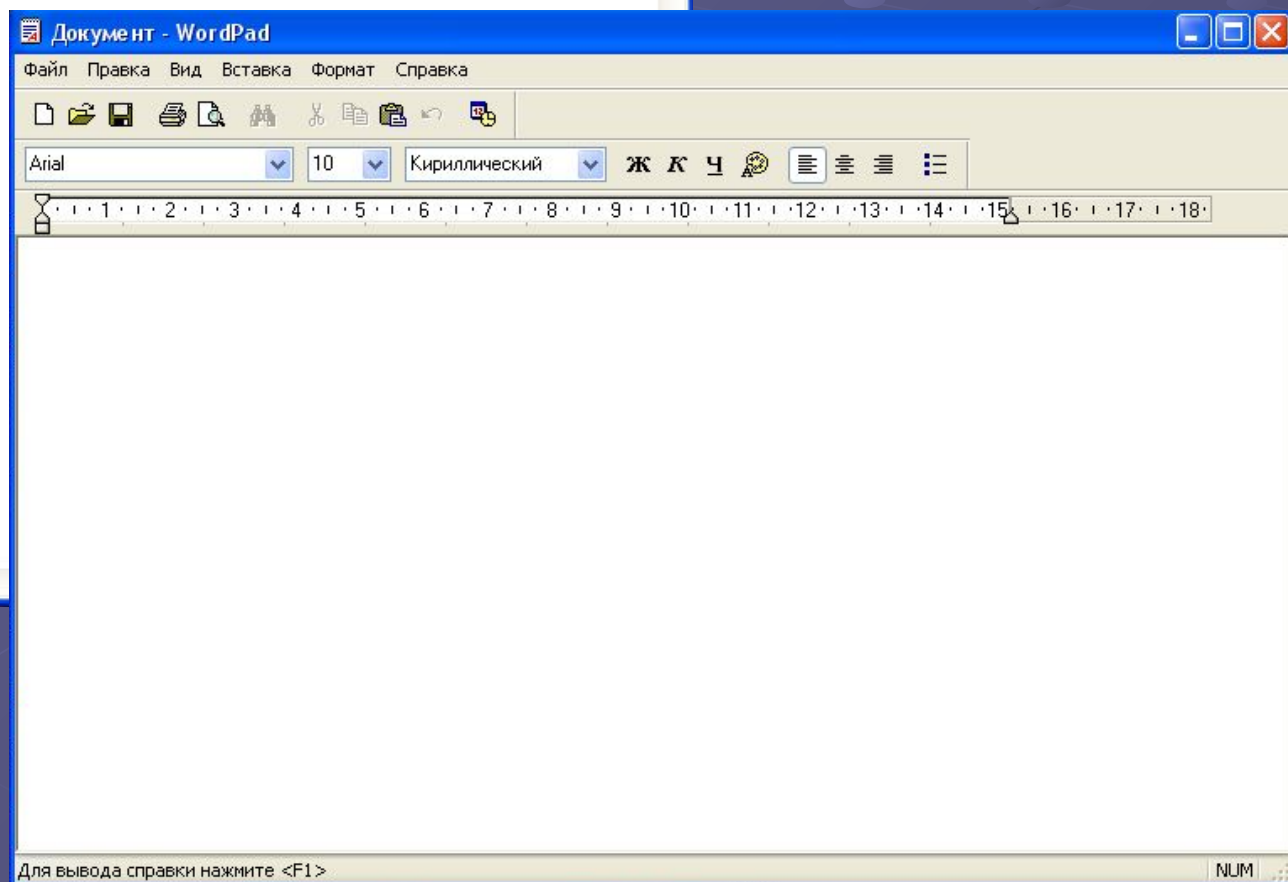 Документ - WordPad
Файл Правка Вид Вставка Формат Справка
Arial 10 Кириллический Ж К Ч
1 2 3 4 5 6 7 8 9 10 11 12 13 14 15 16 17 18
Для вывода справки нажмите <F1> NUM